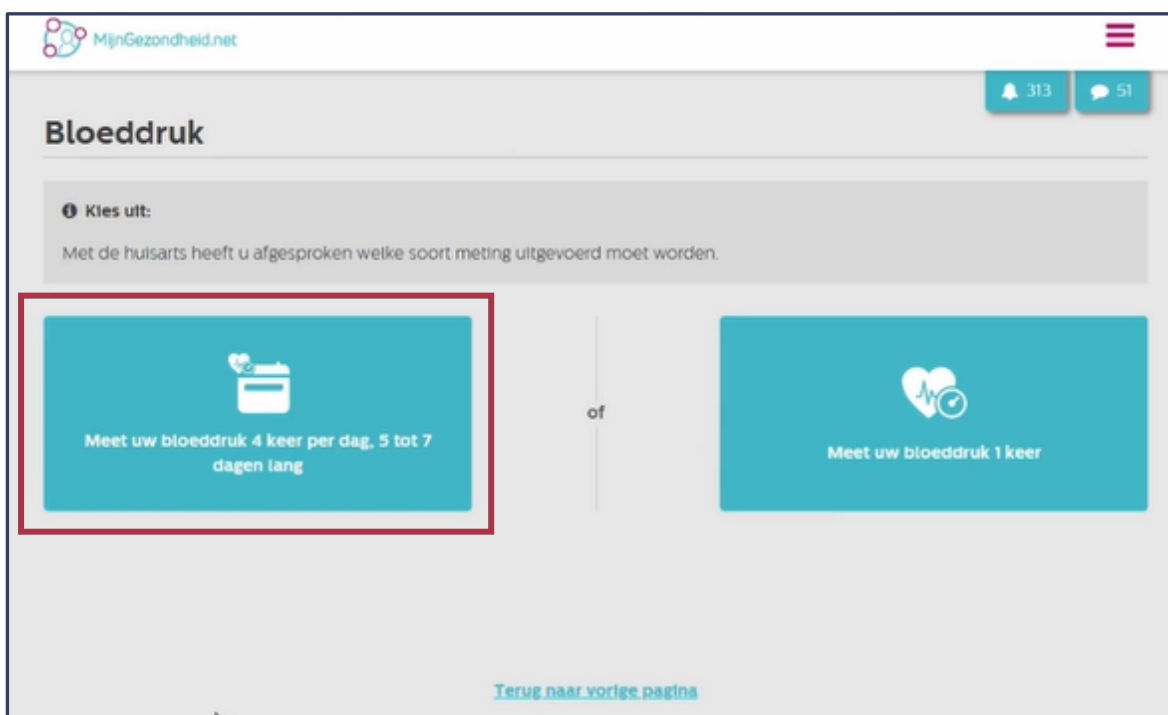 MijnGezondheid.net
313
51
Bloeddruk
Kies uit:
Met de huisarts heeft u afgesproken welke soort meting uitgevoerd moet worden.
Meet uw bloeddruk 4 keer per dag, 5 tot 7
dagen lang
of
Meet uw bloeddruk 1 keer
Terug naar vorige pagina